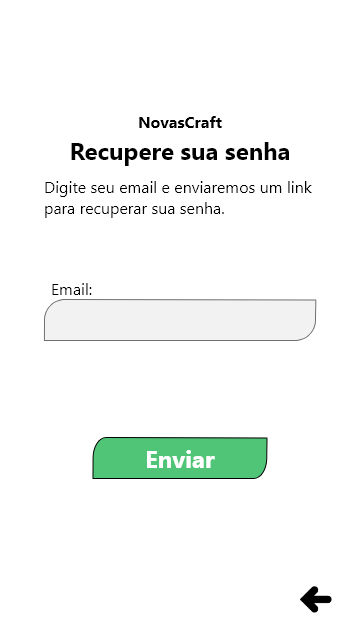 NovasCraft
Recupere sua senha
Digite seu email e enviaremos um link
para recuperar sua senha.
Email:
Enviar